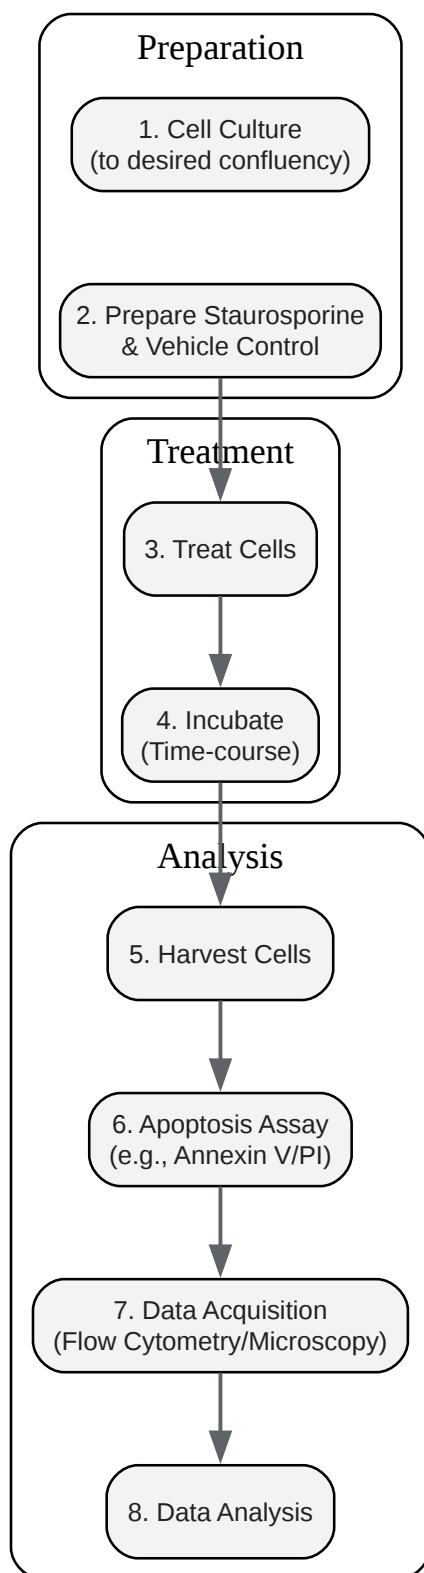 Preparation
1. Cell Culture
(to desired confluency)
2. Prepare Staurosporine
& Vehicle Control
Treatment
3. Treat Cells
4. Incubate
(Time-course)
Analysis
5. Harvest Cells
6. Apoptosis Assay
(e.g., Annexin V/PI)
7. Data Acquisition
(Flow Cytometry/Microscopy)
8. Data Analysis